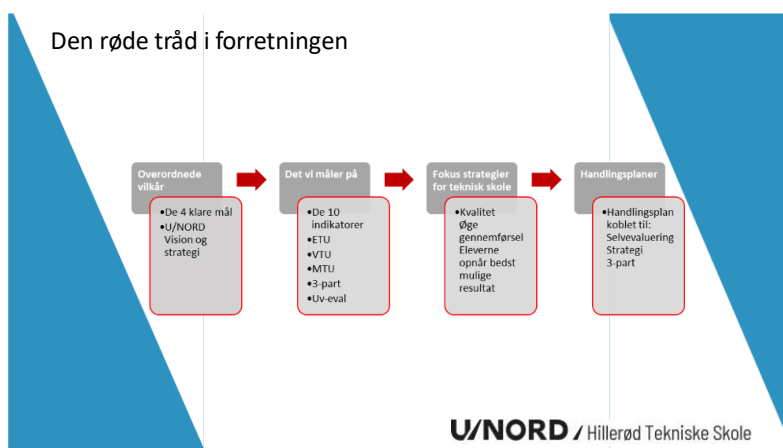 Den røde tråd i forretningen
Overordnede
vilkår
•De 4 klare mål
•U/NORD
Vision og
strategi
Det vi måler på
•De 10
indikatorer
•ETU
•VTU
•MTU
•3-part
•Uv-eval
Fokus strategier
for teknisk skole
•Kvalitet
Øge
gennemførsel
Eleverne
opnår bedst
mulige
resultat
Handlingsplaner
•Handlingsplan
koblet til:
Selvevaluering
Strategi
3-part
U/NORD / Hillerød Tekniske Skole